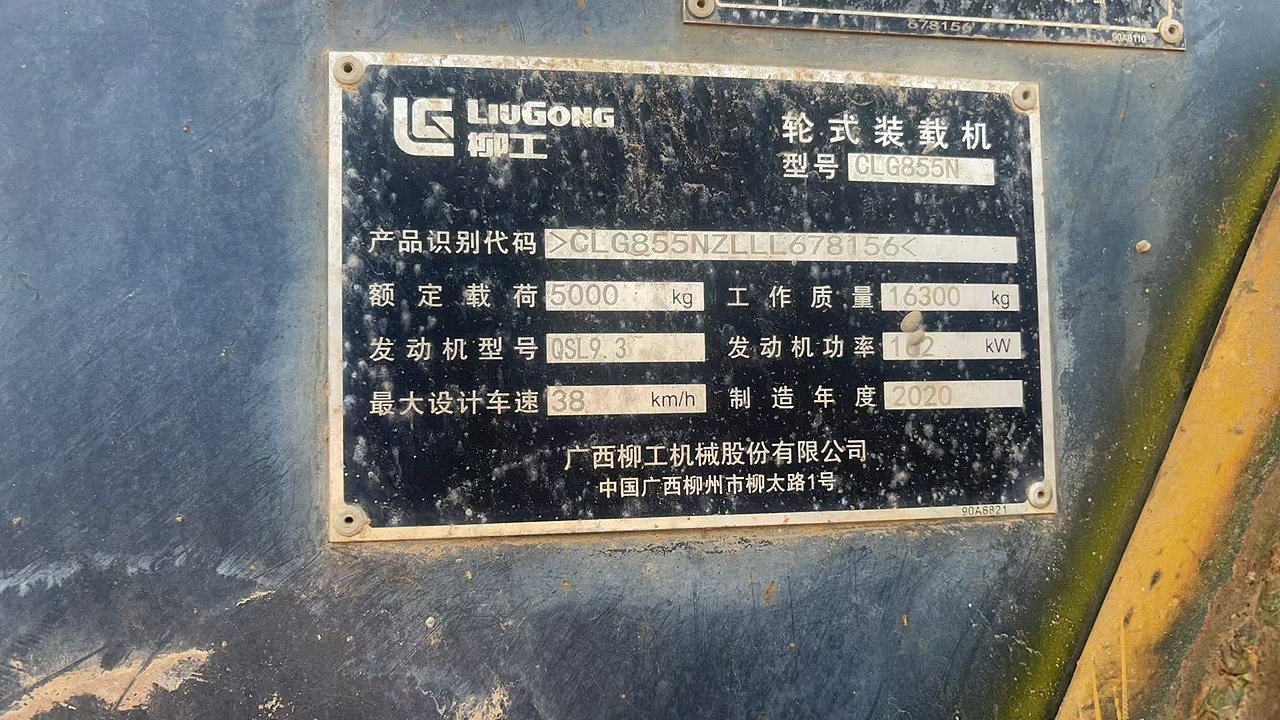 678156
90A8110
LIUGONG
柳工
轮式装载机
型号 CLG855N
产品识别代码 >CLG855NZLLL678156<
额定载荷 5000 kg 工作质量 16300 kg
发动机型号 QSL9.3 发动机功率 162 kW
最大设计车速 38 km/h 制造年度 2020
广西柳工机械股份有限公司
中国广西柳州市柳太路1号
90A6821